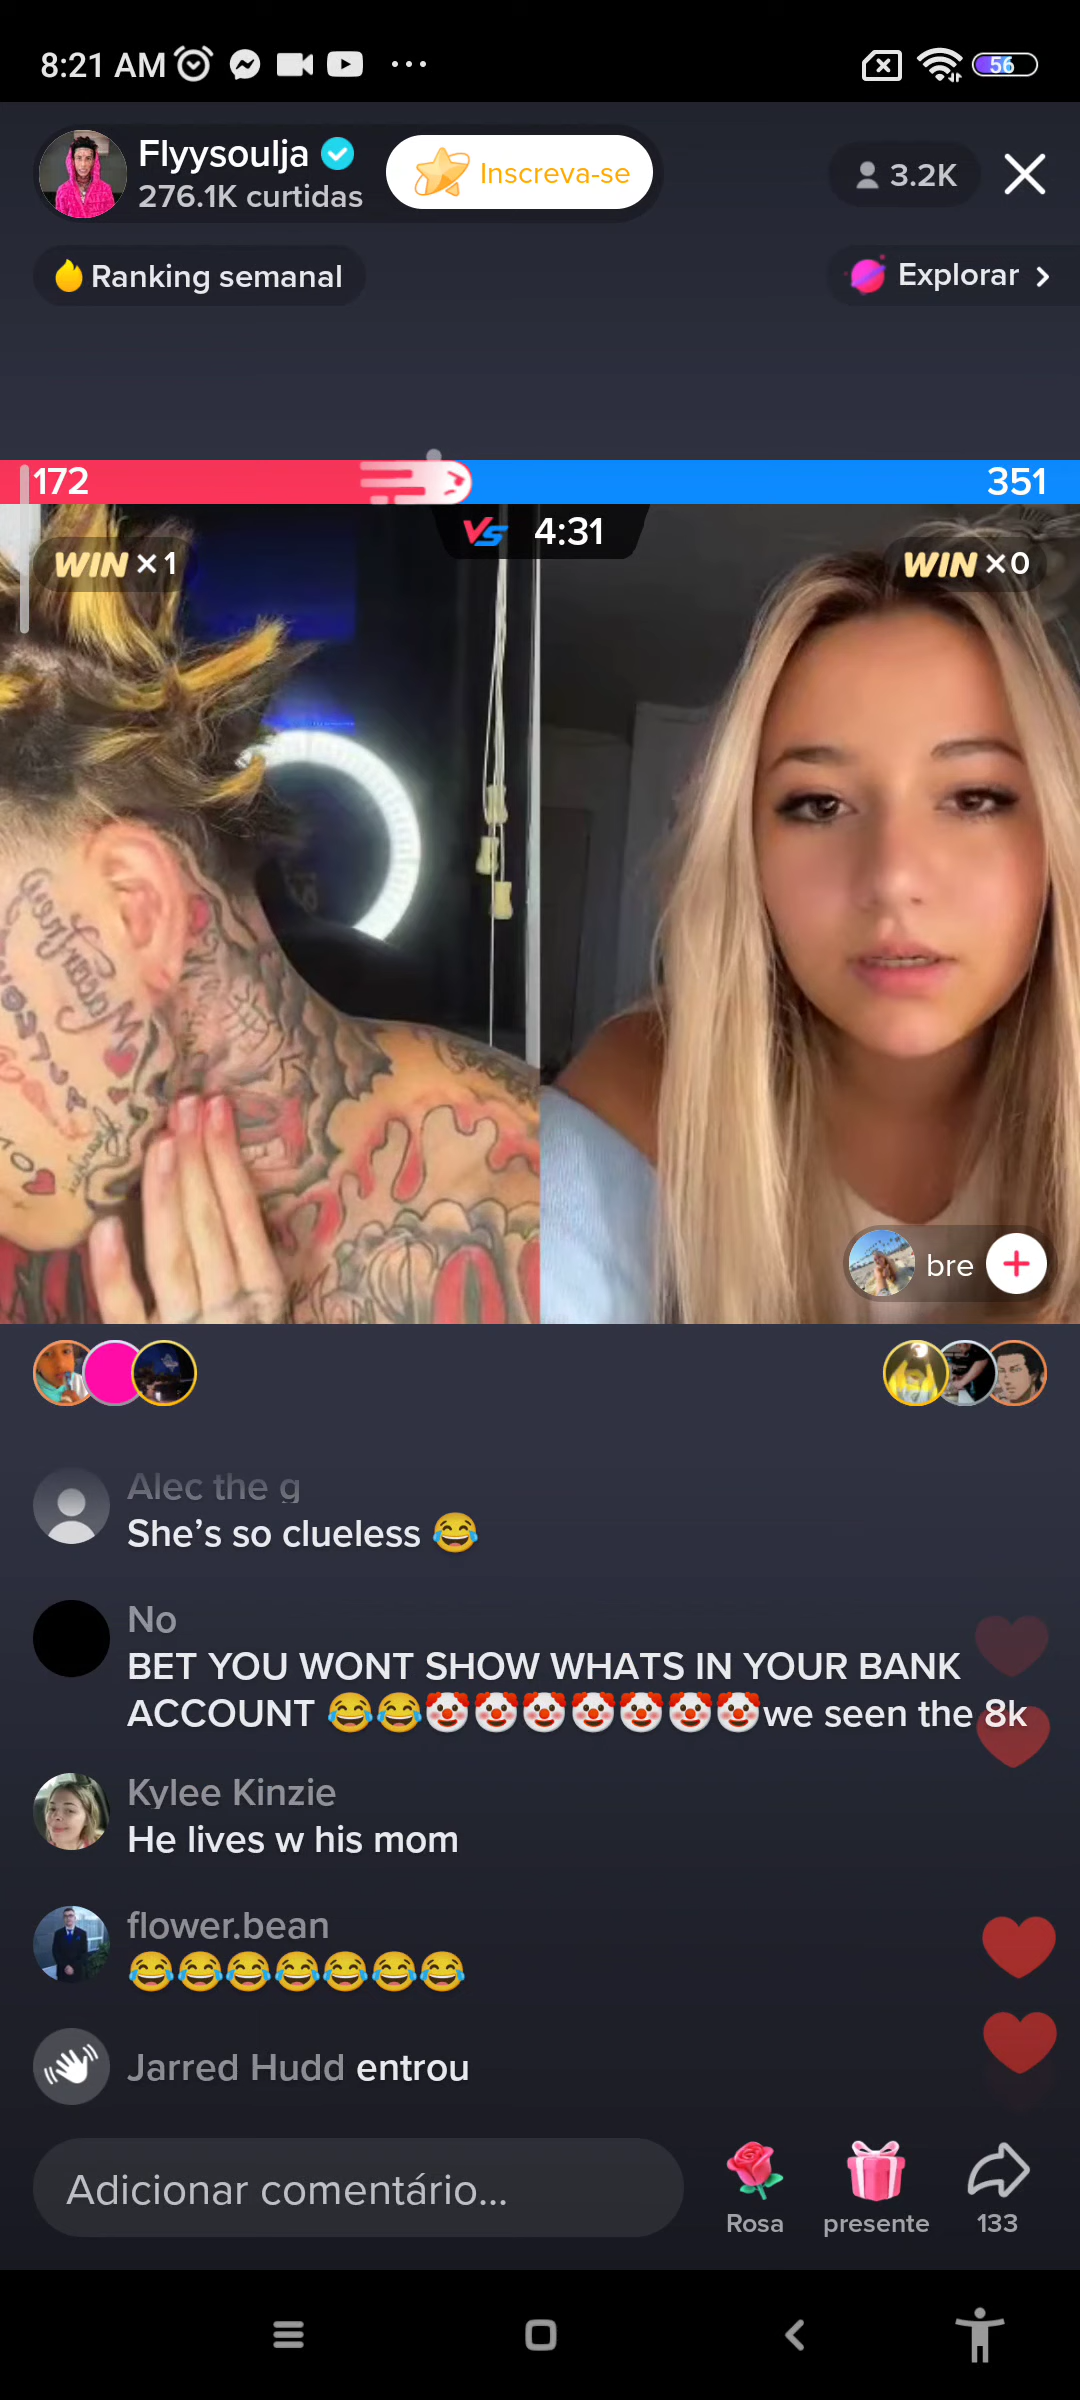 8:21 AM
56
Flyysoulja
276.1K curtidas
Inscreva-se
3.2K
Ranking semanal
Explorar
172
351
VS 4:31
WIN ×1
WIN ×0
bre
Alec the g
She's so clueless 😂
No
BET YOU WONT SHOW WHATS IN YOUR BANK
ACCOUNT 😂😂🤡🤡🤡🤡🤡🤡🤡we seen the 8k
Kylee Kinzie
He lives w his mom
flower.bean
😂😂😂😂😂😂😂
Jarred Hudd entrou
Adicionar comentário...
Rosa
presente
133